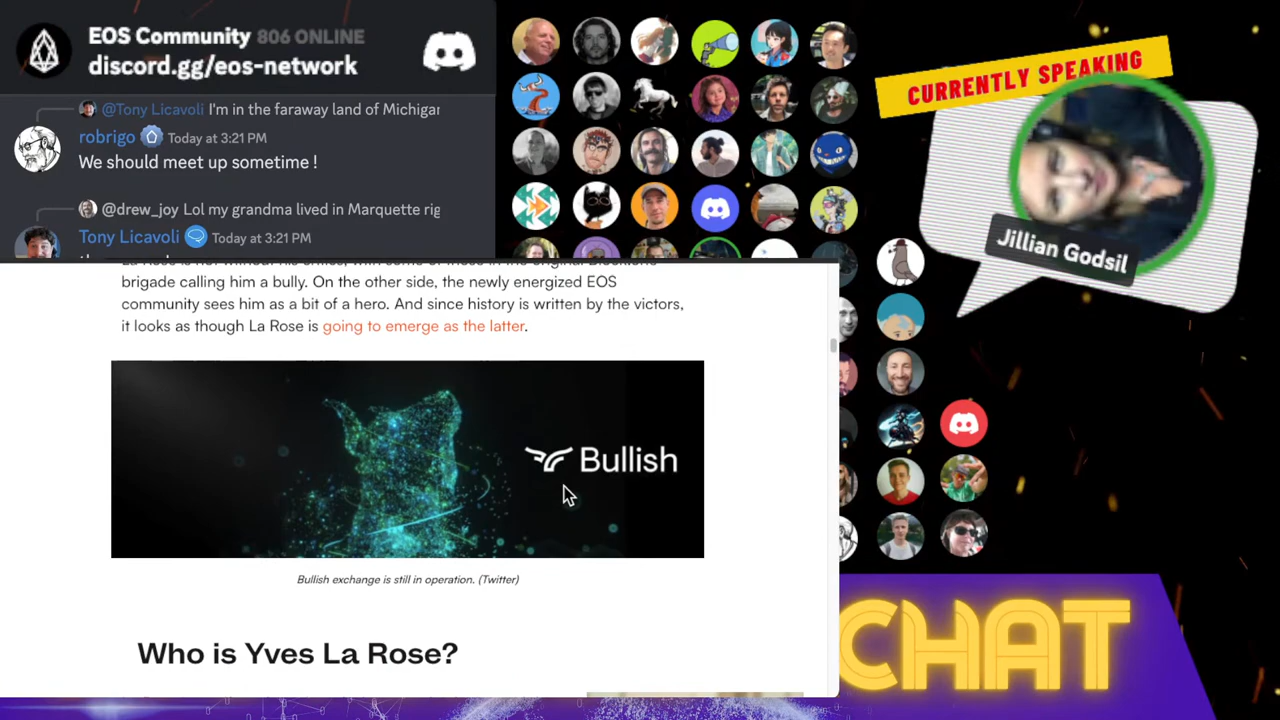 EOS Community 806 ONLINE
discord.gg/eos-network
@Tony Licavoli I'm in the faraway land of Michigan
robrigo Today at 3:21 PM
We should meet up sometime !
@drew_joy Lol my grandma lived in Marquette rig
Tony Licavoli Today at 3:21 PM
CURRENTLY SPEAKING
Jillian Godsil
brigade calling him a bully. On the other side, the newly energized EOS
community sees him as a bit of a hero. And since history is written by the victors,
it looks as though La Rose is going to emerge as the latter.
Bullish
Bullish exchange is still in operation. (Twitter)
Who is Yves La Rose?
CHAT